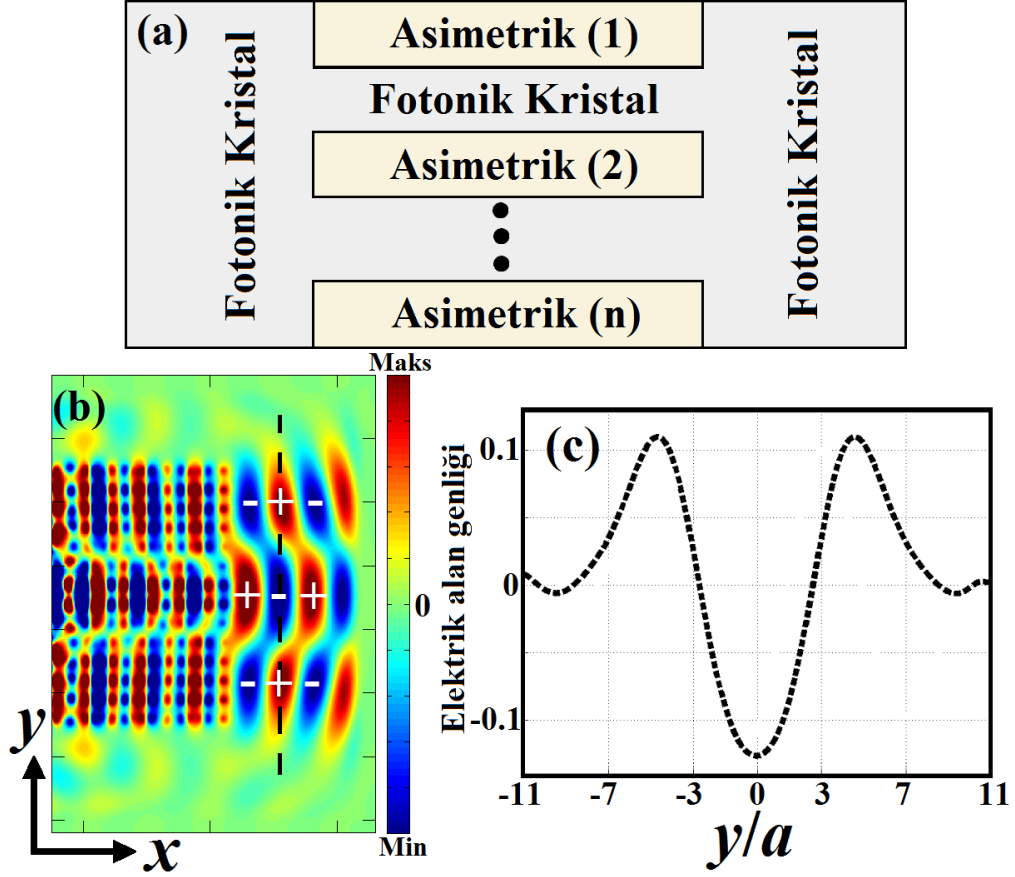 (a)
Asimetrik (1)
Fotonik Kristal
Fotonik Kristal
Fotonik Kristal
Asimetrik (2)
Asimetrik (n)
(b)
Maks
0
Min
- + -
+ - +
- + -
y
x
(c)
Elektrik alan genliği
0.1
0
-0.1
-11 -7 -3 0 3 7 11
y/a